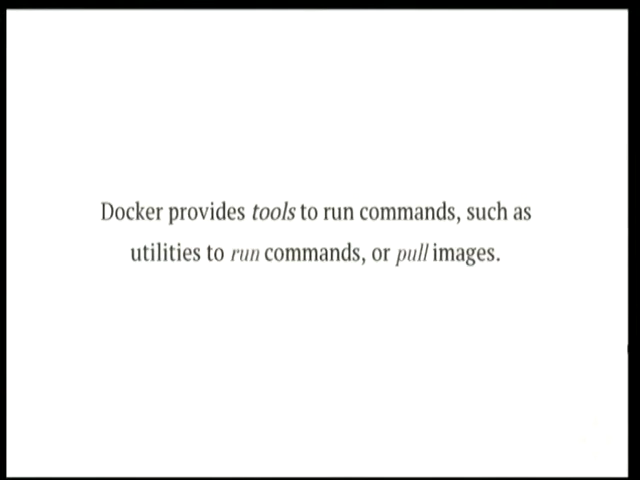 Docker provides tools to run commands, such as
utilities to run commands, or pull images.